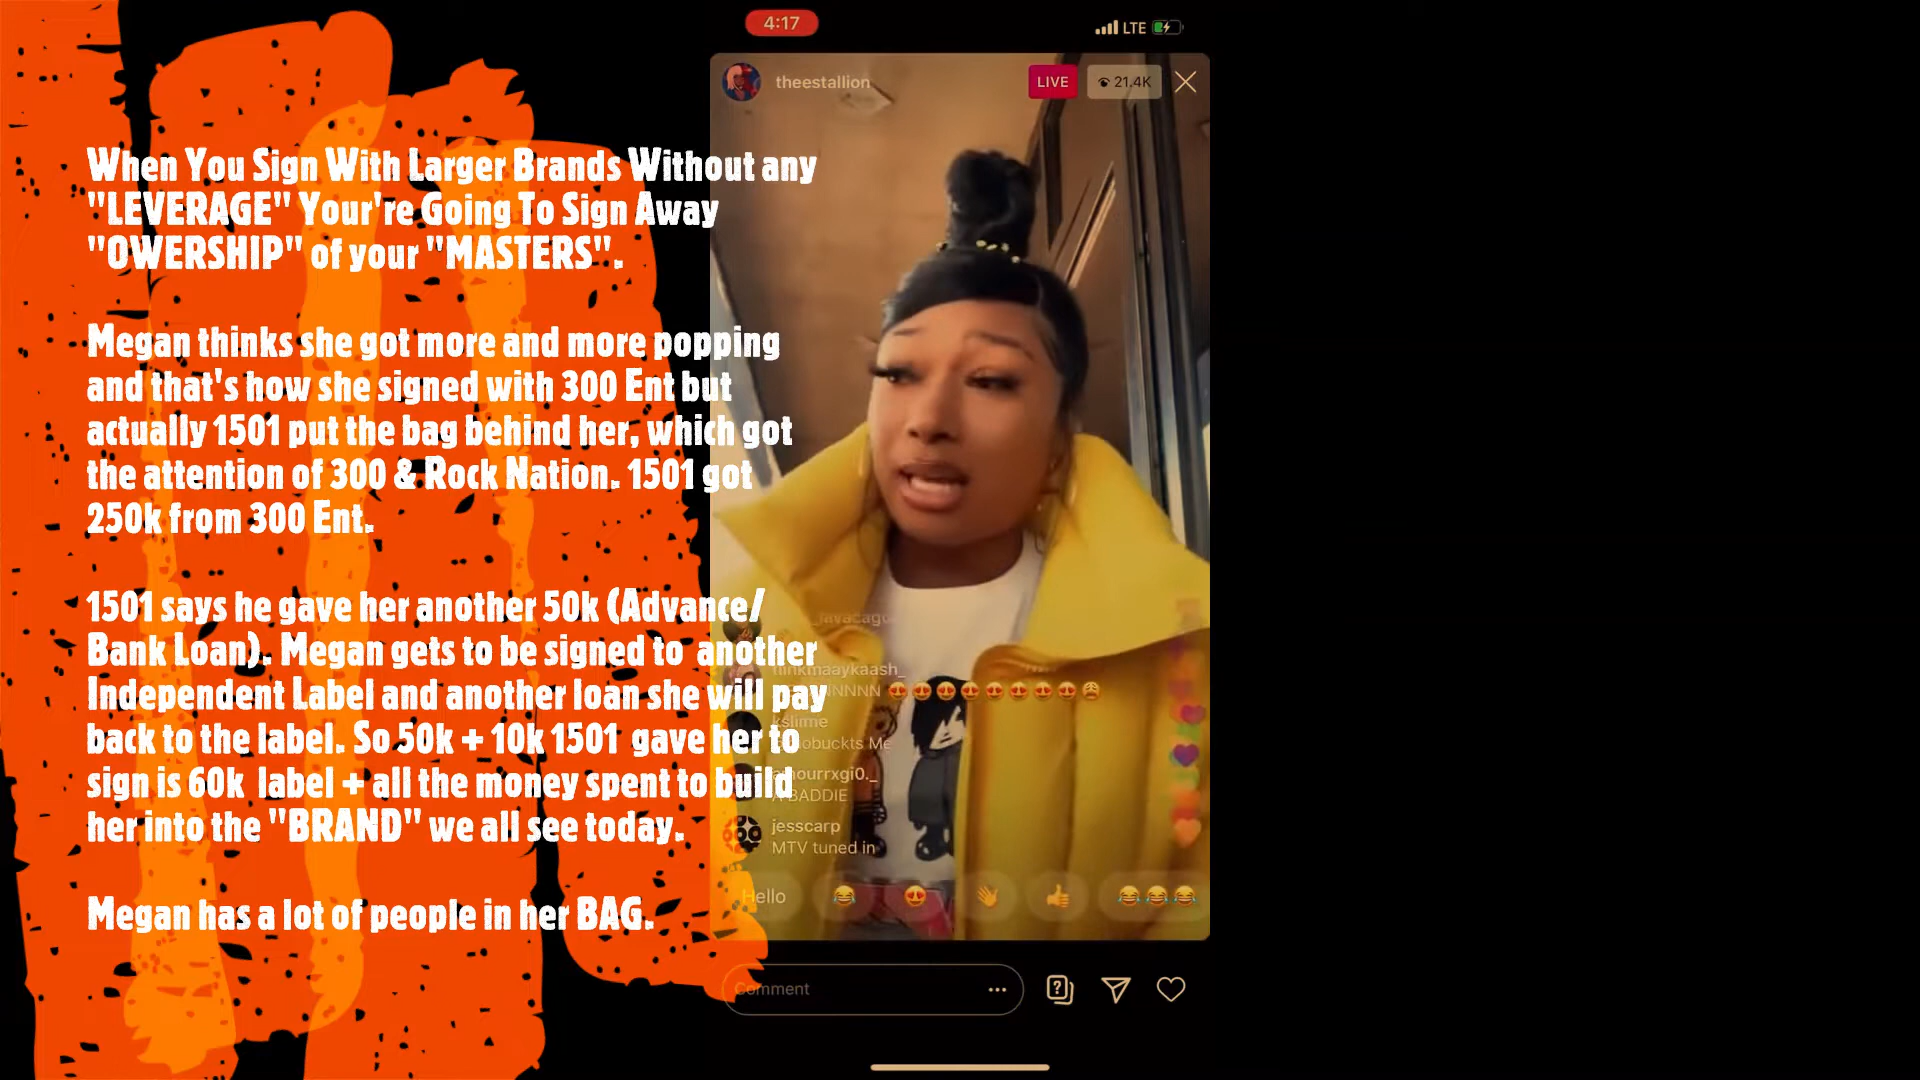 4:17
LTE
theestallion
LIVE
21.4K
When You Sign With Larger Brands Without any
"LEVERAGE" Your're Going To Sign Away
"OWERSHIP" of your "MASTERS".
Megan thinks she got more and more popping
and that's how she signed with 300 Ent but
actually 1501 put the bag behind her, which got
the attention of 300 & Rock Nation. 1501 got
250k from 300 Ent.
1501 says he gave her another 50k (Advance/
Bank Loan). Megan gets to be signed to another
Independent Label and another loan she will pay
back to the label. So 50k + 10k 1501 gave her to
sign is 60k label + all the money spent to build
her into the "BRAND" we all see today.
Megan has a lot of people in her BAG.
kslime
A BADDIE
jesscarp
MTV tuned in
Hello 😂 😍 👋 👍 😂😂😂
Comment